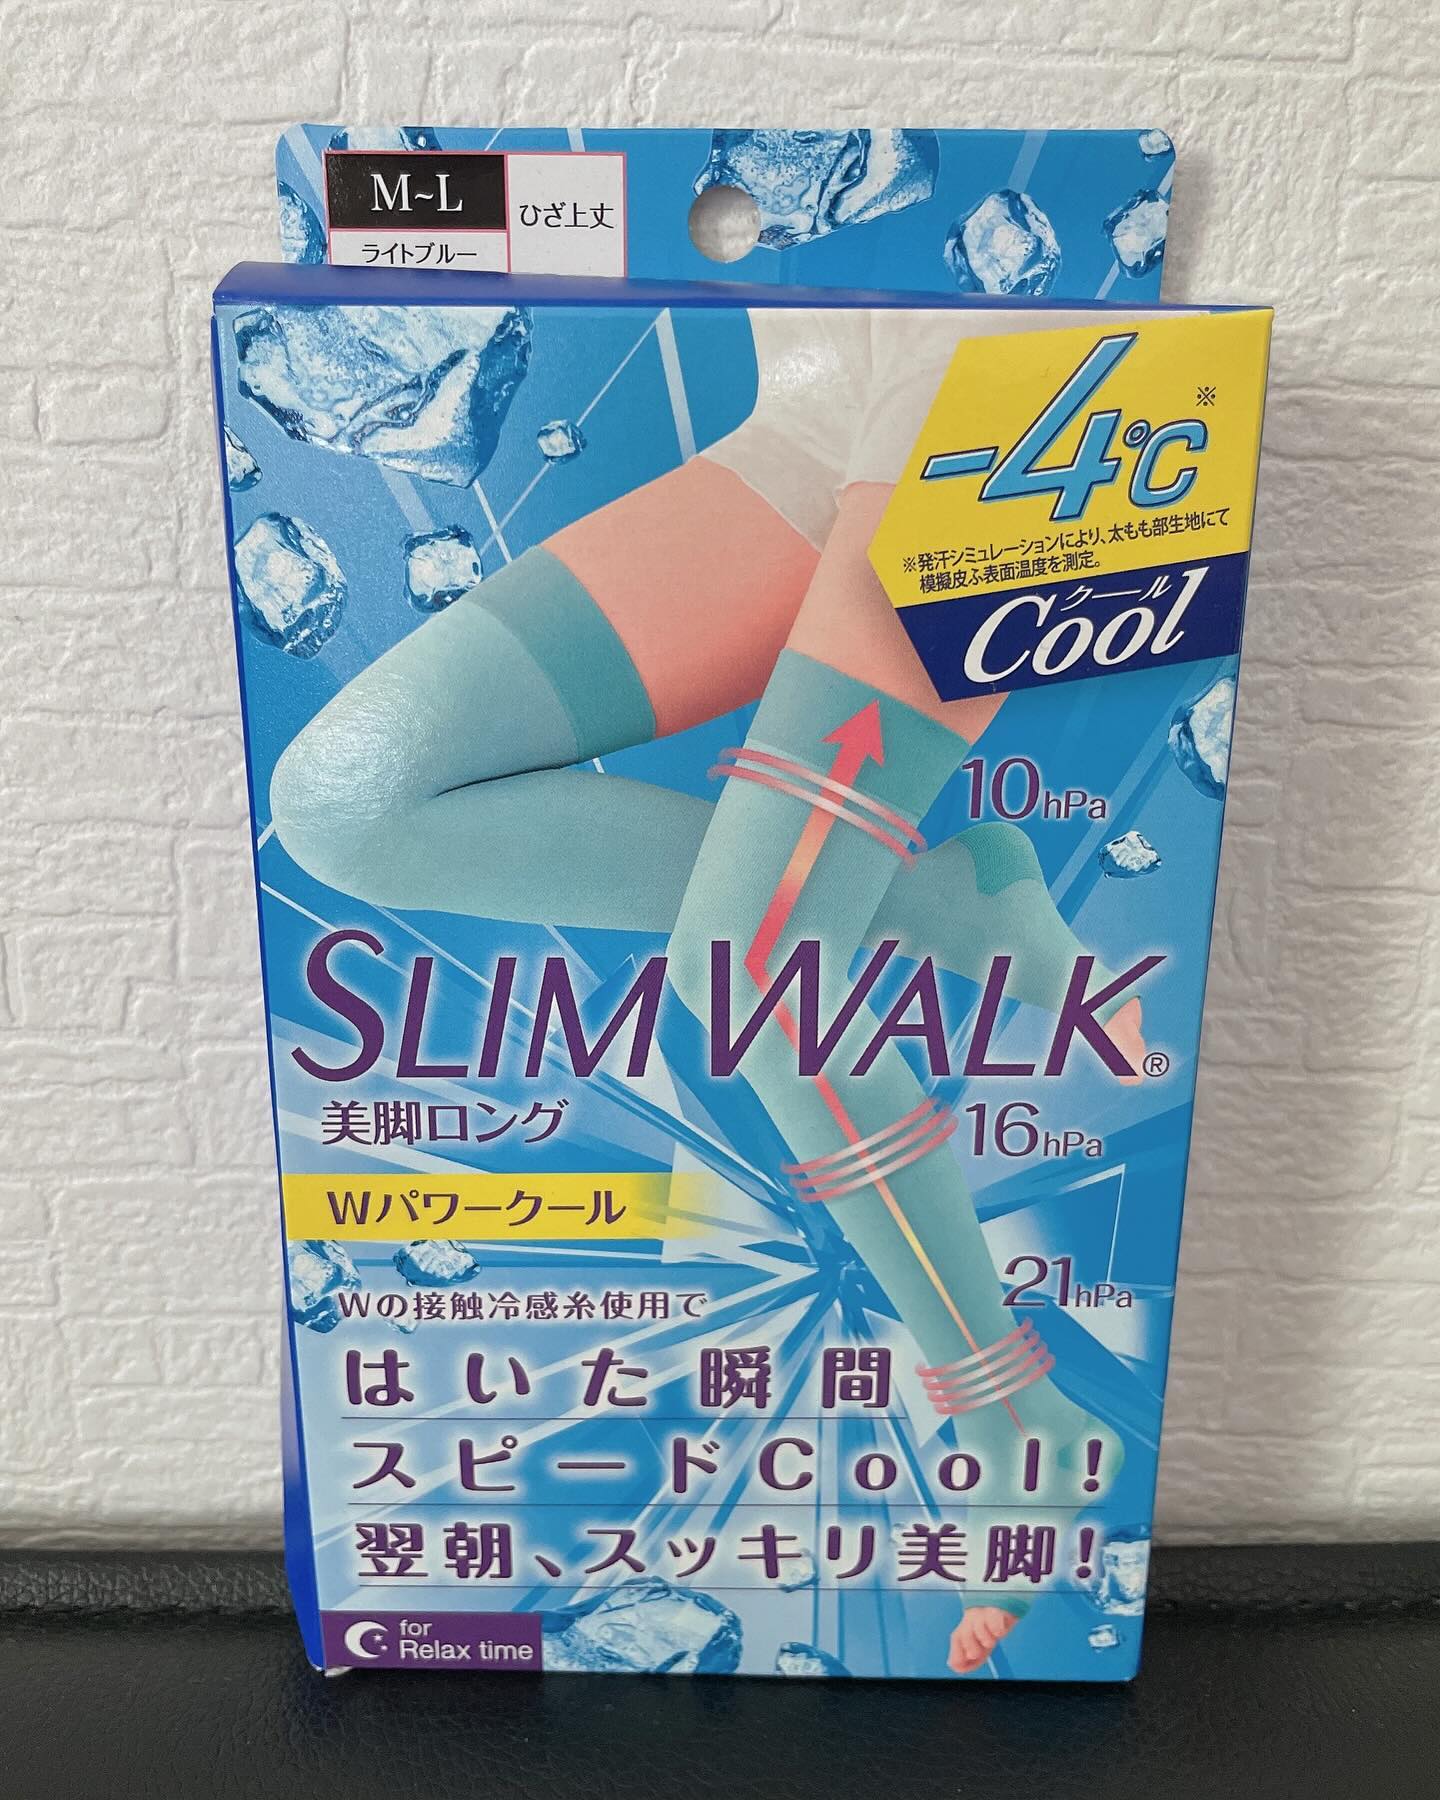 M~L
ひざ上丈
ライトブルー
-4℃※
※発汗シミュレーションにより、太もも部生地にて
模擬皮ふ表面温度を測定。
クール
Cool
10hPa
SLIM WALK®
美脚ロング
16hPa
Wパワークール
21hPa
Wの接触冷感糸使用で
はいた瞬間
スピードCool!
翌朝、スッキリ美脚!
for
Relax time